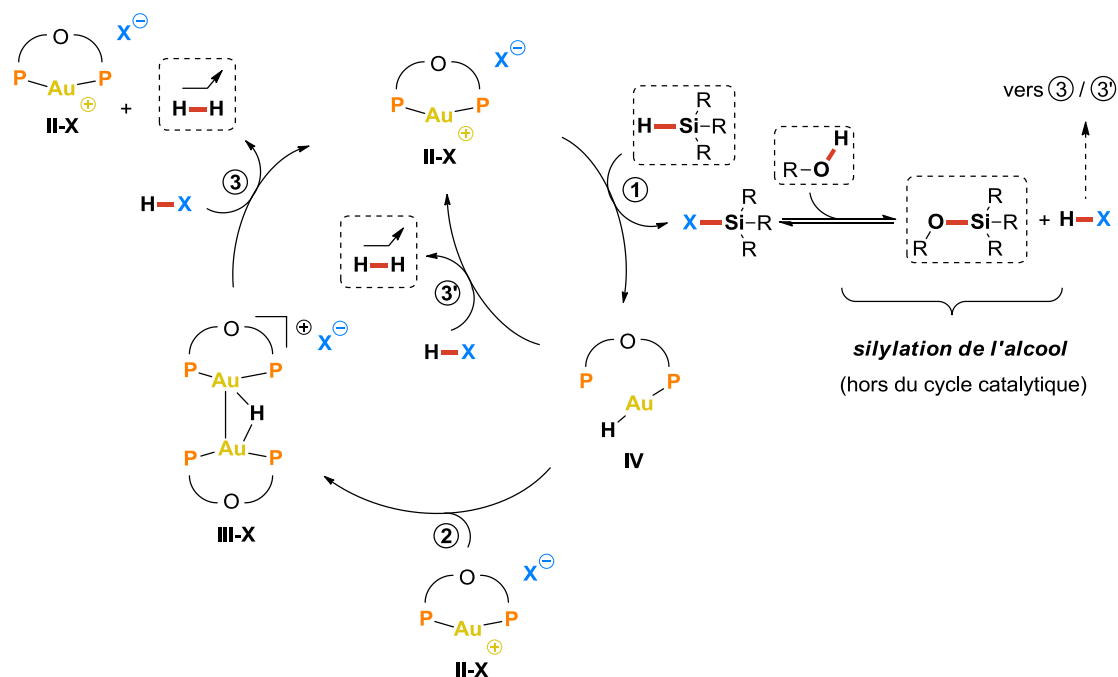 O
X ⊖
P
P
Au
⊕
II-X
+
H H
H X
3
O
X ⊖
P
P
Au
⊕
II-X
H Si R
R
R
1
X Si R
R
R
R O H
O Si R
R
R
R
+ H X
vers 3 / 3'
silylation de l'alcool
(hors du cycle catalytique)
H H
3'
H X
O
P
P
Au
H
IV
O
⊕ X ⊖
P
P
Au
H
Au
P
P
O
III-X
2
O
X ⊖
P
P
Au
⊕
II-X